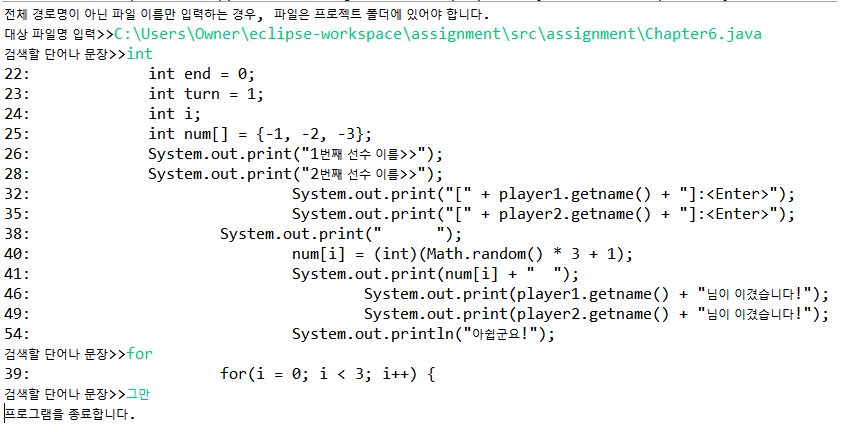 전체 경로명이 아닌 파일 이름만 입력하는 경우, 파일은 프로젝트 폴더에 있어야 합니다.
대상 파일명 입력>>C:\Users\Owner\eclipse-workspace\assignment\src\assignment\Chapter6.java
검색할 단어나 문장>>int
22:		int end = 0;
23:		int turn = 1;
24:		int i;
25:		int num[] = {-1, -2, -3};
26:		System.out.print("1번째 선수 이름>>");
28:		System.out.print("2번째 선수 이름>>");
32:				System.out.print("[" + player1.getname() + "]:<Enter>");
35:				System.out.print("[" + player2.getname() + "]:<Enter>");
38:			System.out.print("      ");
40:				num[i] = (int)(Math.random() * 3 + 1);
41:				System.out.print(num[i] + "  ");
46:					System.out.print(player1.getname() + "님이 이겼습니다!");
49:					System.out.print(player2.getname() + "님이 이겼습니다!");
54:				System.out.println("아쉽군요!");
검색할 단어나 문장>>for
39:			for(i = 0; i < 3; i++) {
검색할 단어나 문장>>그만
프로그램을 종료합니다.